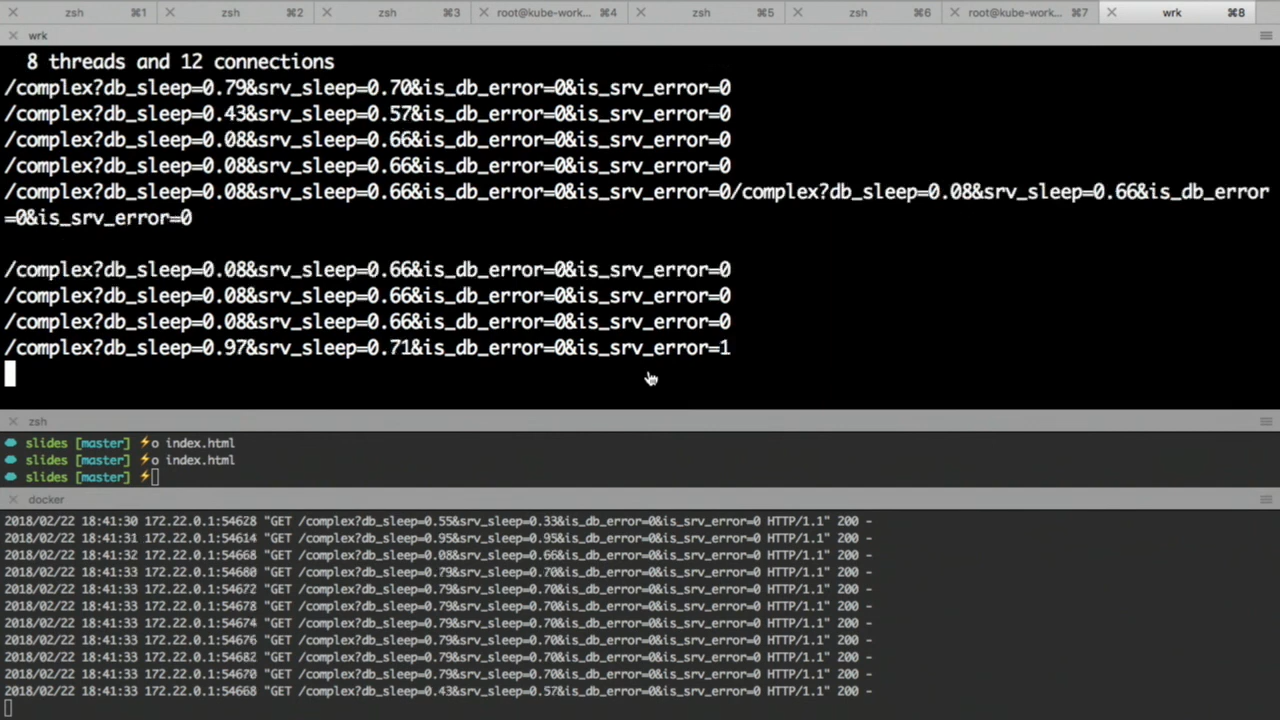 zsh ⌘1 zsh ⌘2 zsh ⌘3 root@kube-work... ⌘4 zsh ⌘5 zsh ⌘6 root@kube-work... ⌘7 wrk ⌘8
wrk
8 threads and 12 connections
/complex?db_sleep=0.79&srv_sleep=0.70&is_db_error=0&is_srv_error=0
/complex?db_sleep=0.43&srv_sleep=0.57&is_db_error=0&is_srv_error=0
/complex?db_sleep=0.08&srv_sleep=0.66&is_db_error=0&is_srv_error=0
/complex?db_sleep=0.08&srv_sleep=0.66&is_db_error=0&is_srv_error=0
/complex?db_sleep=0.08&srv_sleep=0.66&is_db_error=0&is_srv_error=0/complex?db_sleep=0.08&srv_sleep=0.66&is_db_error
=0&is_srv_error=0
/complex?db_sleep=0.08&srv_sleep=0.66&is_db_error=0&is_srv_error=0
/complex?db_sleep=0.08&srv_sleep=0.66&is_db_error=0&is_srv_error=0
/complex?db_sleep=0.08&srv_sleep=0.66&is_db_error=0&is_srv_error=0
/complex?db_sleep=0.97&srv_sleep=0.71&is_db_error=0&is_srv_error=1
zsh
slides [master] ⚡o index.html
slides [master] ⚡o index.html
slides [master] ⚡
docker
2018/02/22 18:41:30 172.22.0.1:54628 "GET /complex?db_sleep=0.55&srv_sleep=0.33&is_db_error=0&is_srv_error=0 HTTP/1.1" 200 -
2018/02/22 18:41:31 172.22.0.1:54614 "GET /complex?db_sleep=0.95&srv_sleep=0.95&is_db_error=0&is_srv_error=0 HTTP/1.1" 200 -
2018/02/22 18:41:32 172.22.0.1:54668 "GET /complex?db_sleep=0.08&srv_sleep=0.66&is_db_error=0&is_srv_error=0 HTTP/1.1" 200 -
2018/02/22 18:41:33 172.22.0.1:54680 "GET /complex?db_sleep=0.79&srv_sleep=0.70&is_db_error=0&is_srv_error=0 HTTP/1.1" 200 -
2018/02/22 18:41:33 172.22.0.1:54672 "GET /complex?db_sleep=0.79&srv_sleep=0.70&is_db_error=0&is_srv_error=0 HTTP/1.1" 200 -
2018/02/22 18:41:33 172.22.0.1:54678 "GET /complex?db_sleep=0.79&srv_sleep=0.70&is_db_error=0&is_srv_error=0 HTTP/1.1" 200 -
2018/02/22 18:41:33 172.22.0.1:54674 "GET /complex?db_sleep=0.79&srv_sleep=0.70&is_db_error=0&is_srv_error=0 HTTP/1.1" 200 -
2018/02/22 18:41:33 172.22.0.1:54676 "GET /complex?db_sleep=0.79&srv_sleep=0.70&is_db_error=0&is_srv_error=0 HTTP/1.1" 200 -
2018/02/22 18:41:33 172.22.0.1:54682 "GET /complex?db_sleep=0.79&srv_sleep=0.70&is_db_error=0&is_srv_error=0 HTTP/1.1" 200 -
2018/02/22 18:41:33 172.22.0.1:54670 "GET /complex?db_sleep=0.79&srv_sleep=0.70&is_db_error=0&is_srv_error=0 HTTP/1.1" 200 -
2018/02/22 18:41:33 172.22.0.1:54668 "GET /complex?db_sleep=0.43&srv_sleep=0.57&is_db_error=0&is_srv_error=0 HTTP/1.1" 200 -